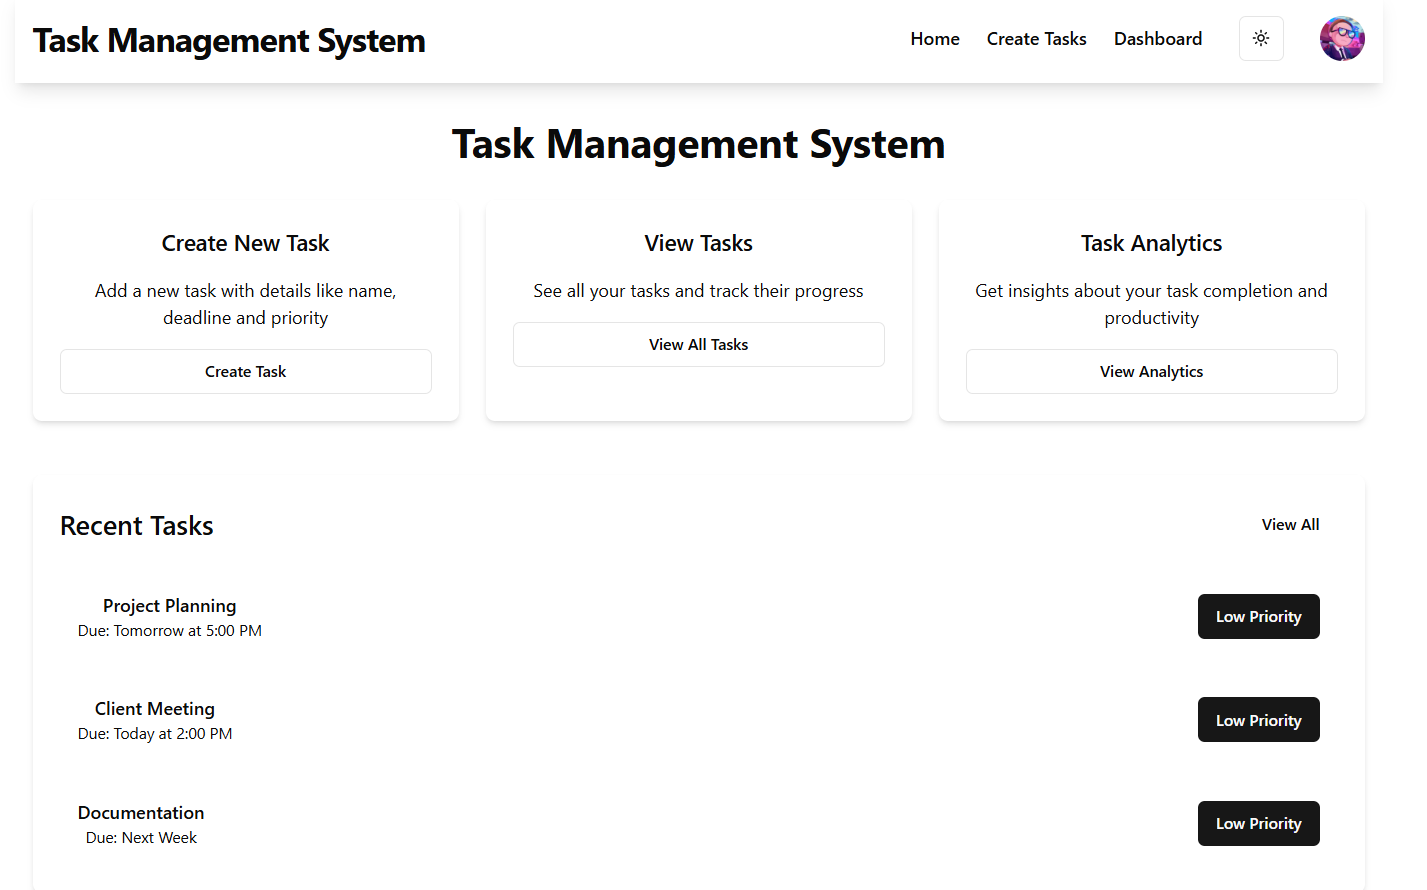 Task Management System
Home Create Tasks Dashboard
Task Management System
Create New Task
Add a new task with details like name,
deadline and priority
Create Task
View Tasks
See all your tasks and track their progress
View All Tasks
Task Analytics
Get insights about your task completion and
productivity
View Analytics
Recent Tasks
View All
Project Planning
Due: Tomorrow at 5:00 PM
Low Priority
Client Meeting
Due: Today at 2:00 PM
Low Priority
Documentation
Due: Next Week
Low Priority